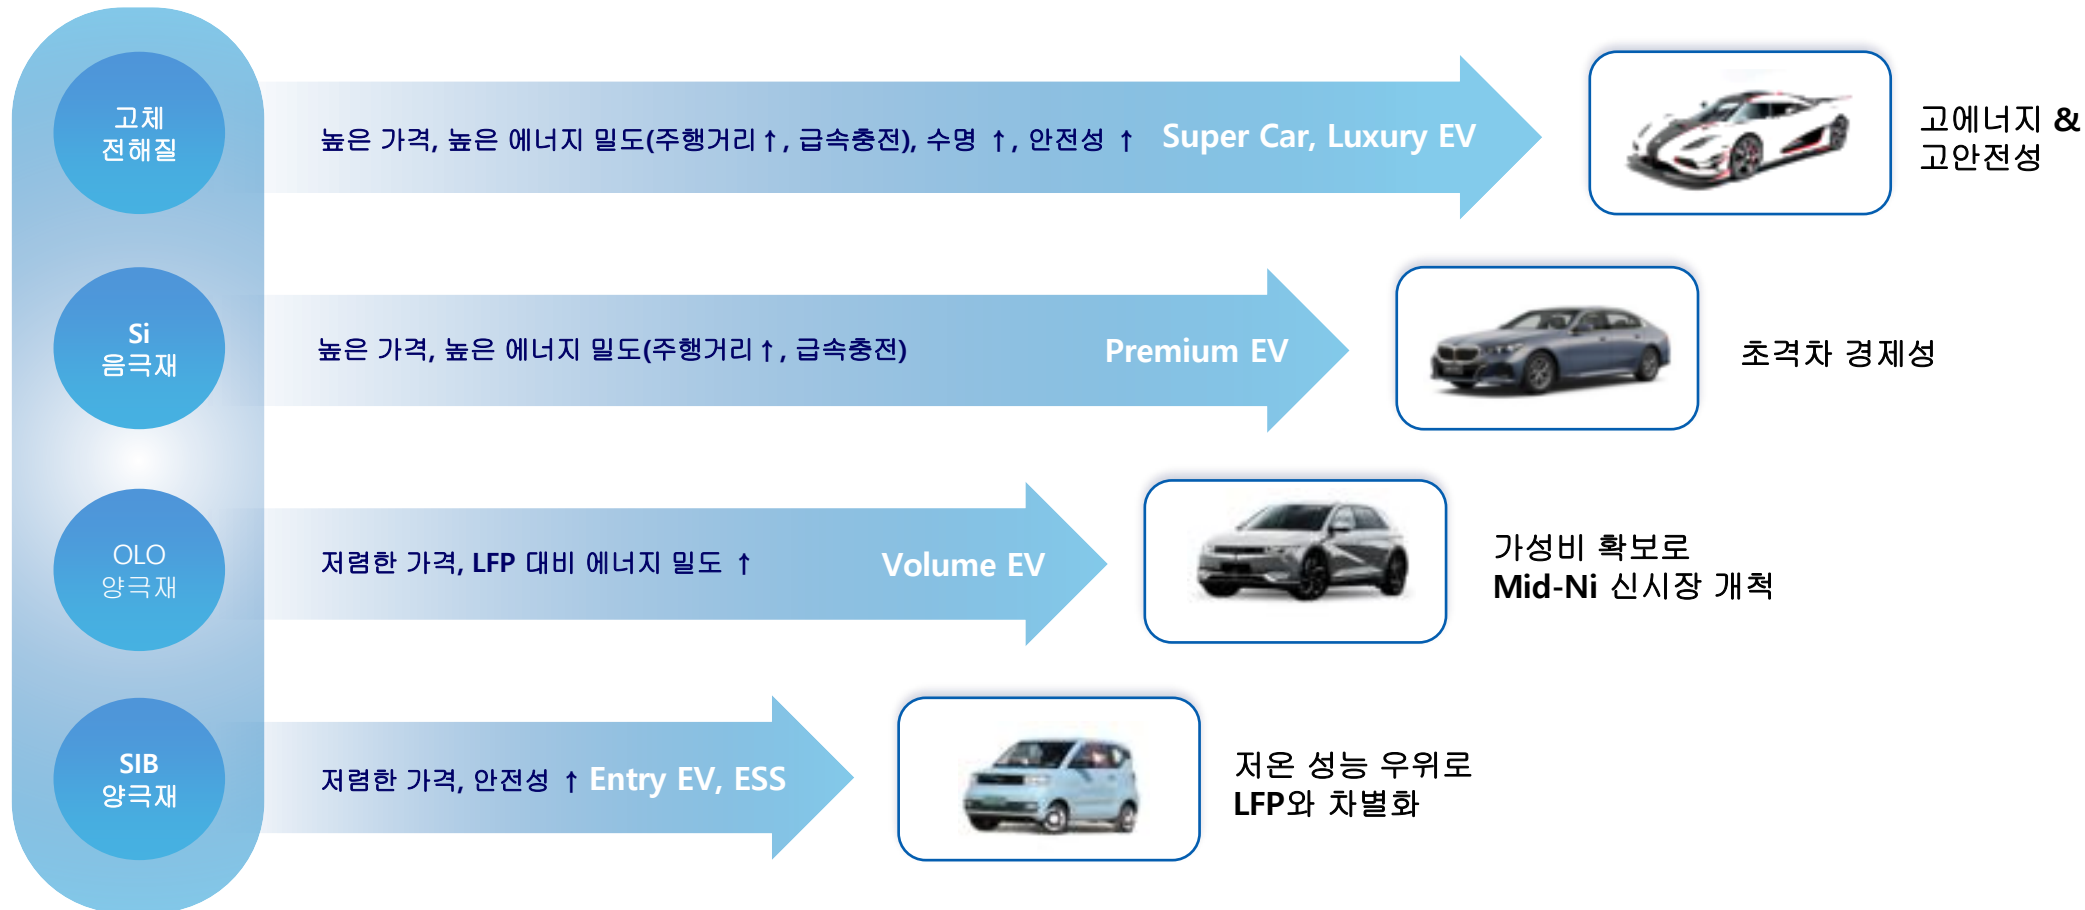 고체
전해질
높은 가격, 높은 에너지 밀도(주행거리↑, 급속충전), 수명 ↑, 안전성 ↑
Super Car, Luxury EV
고에너지 &
고안전성
Si
음극재
높은 가격, 높은 에너지 밀도(주행거리↑, 급속충전)
Premium EV
초격차 경제성
OLO
양극재
저렴한 가격, LFP 대비 에너지 밀도 ↑
Volume EV
가성비 확보로
Mid-Ni 신시장 개척
SIB
양극재
저렴한 가격, 안전성 ↑
Entry EV, ESS
저온 성능 우위로
LFP와 차별화